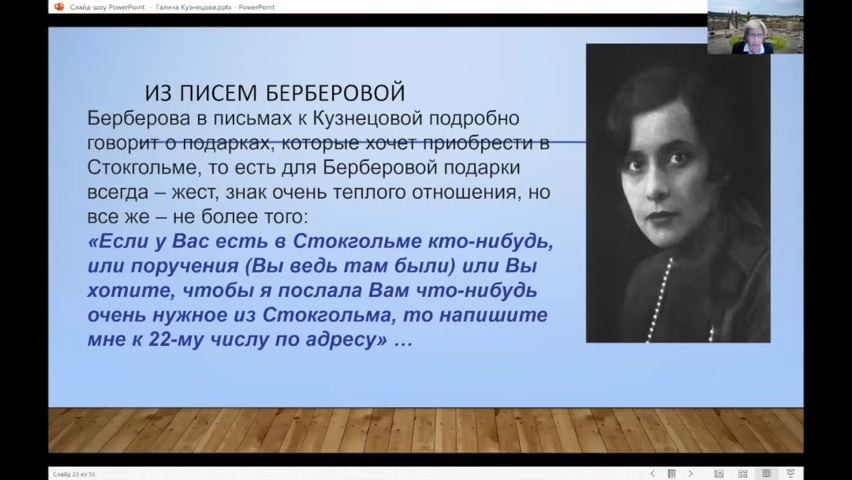 Слайд-шоу PowerPoint - Галина Кузнецова.pptx - PowerPoint
ИЗ ПИСЕМ БЕРБЕРОВОЙ
Берберова в письмах к Кузнецовой подробно
говорит о подарках, которые хочет приобрести в
Стокгольме, то есть для Берберовой подарки
всегда – жест, знак очень теплого отношения, но
все же – не более того:
«Если у Вас есть в Стокгольме кто-нибудь,
или поручения (Вы ведь там были) или Вы
хотите, чтобы я послала Вам что-нибудь
очень нужное из Стокгольма, то напишите
мне к 22-му числу по адресу» …
Слайд 23 из 55